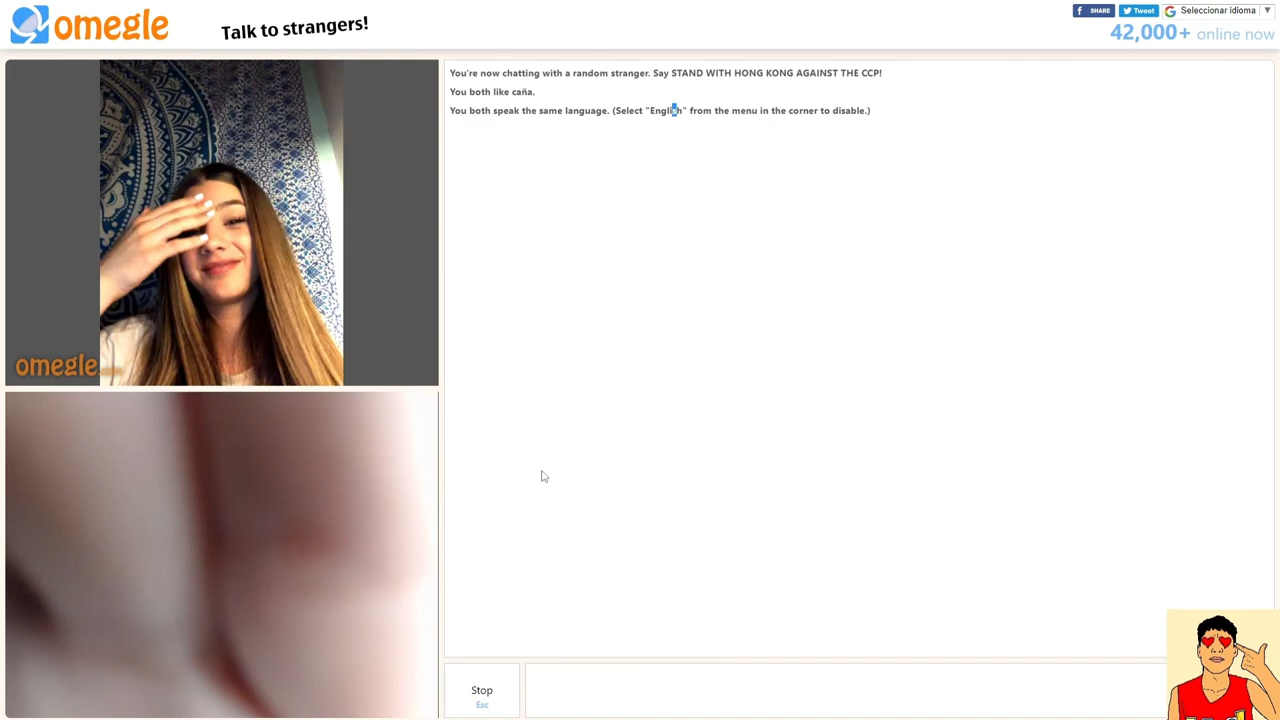 omegle
Talk to strangers!
SHARE
Tweet
Seleccionar idioma
42,000+ online now
You're now chatting with a random stranger. Say STAND WITH HONG KONG AGAINST THE CCP!
You both like caña.
You both speak the same language. (Select "English" from the menu in the corner to disable.)
omegle
Stop
Esc